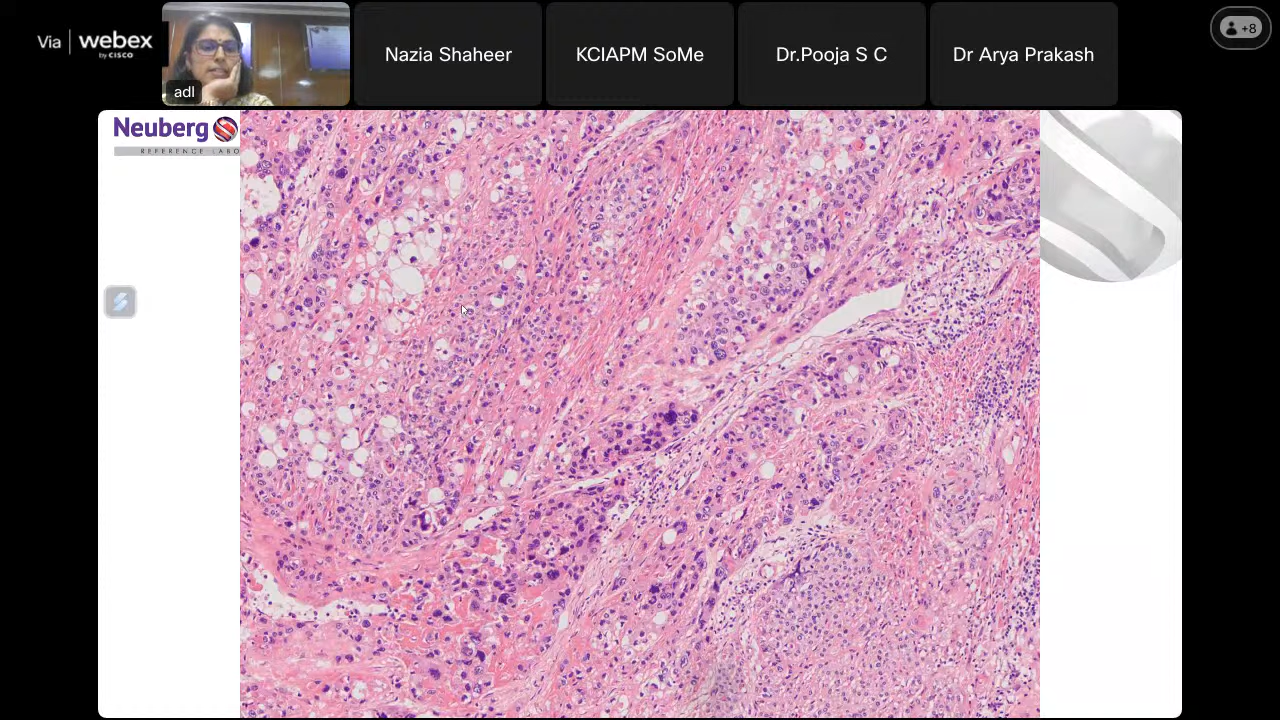 Via | webex
by CISCO
adl
Nazia Shaheer
KCIAPM SoMe
Dr.Pooja S C
Dr Arya Prakash
+8
Neuberg
REFERENCE LABO